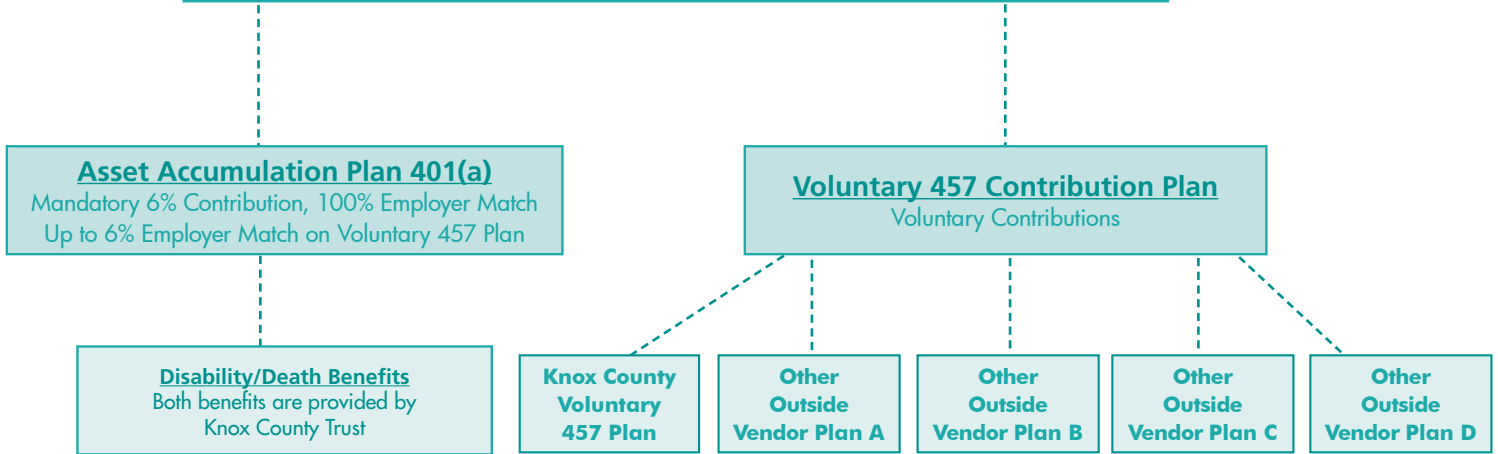 Asset Accumulation Plan 401(a)
Mandatory 6% Contribution, 100% Employer Match
Up to 6% Employer Match on Voluntary 457 Plan
Voluntary 457 Contribution Plan
Voluntary Contributions
Disability/Death Benefits
Both benefits are provided by
Knox County Trust
Knox County
Voluntary
457 Plan
Other
Outside
Vendor Plan A
Other
Outside
Vendor Plan B
Other
Outside
Vendor Plan C
Other
Outside
Vendor Plan D